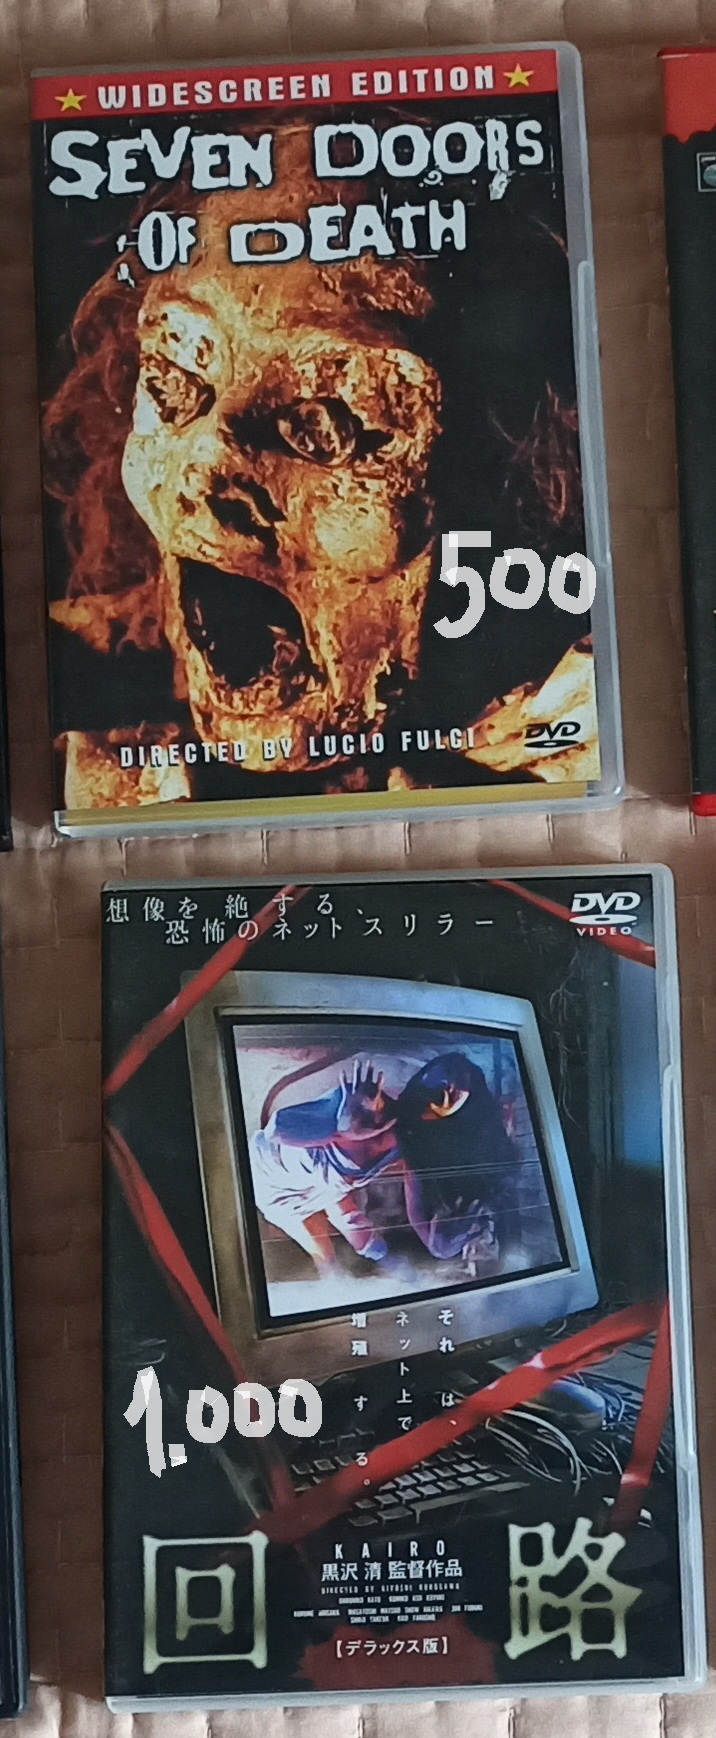 ★ WIDESCREEN EDITION ★
SEVEN DOORS
OF DEATH
500
DIRECTED BY LUCIO FULCI
DVD
想像を絶する、
恐怖のネットスリラー
DVD
VIDEO
それは、
ネット上で
増殖する。
1.000
回路
KAIRO
黒沢清 監督作品
DIRECTED BY KIYOSHI KUROSAWA
【デラックス版】